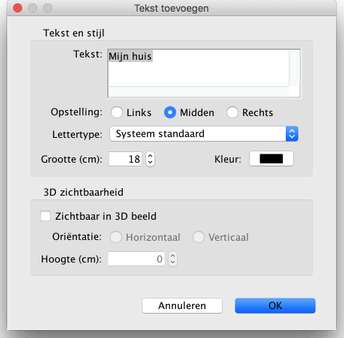 Tekst toevoegen
Tekst en stijl
Tekst: Mijn huis
Opstelling: Links Midden Rechts
Lettertype: Systeem standaard
Grootte (cm): 18 Kleur:
3D zichtbaarheid
Zichtbaar in 3D beeld
Oriëntatie: Horizontaal Verticaal
Hoogte (cm): 0
Annuleren OK